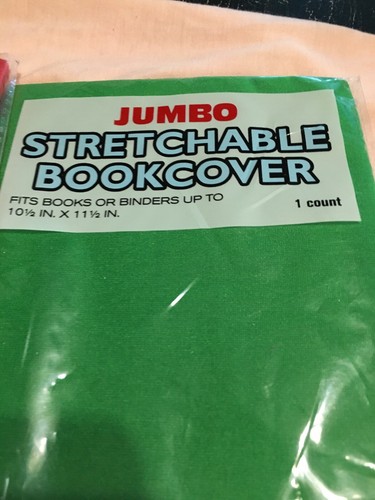 JUMBO
STRETCHABLE
BOOKCOVER
FITS BOOKS OR BINDERS UP TO
10½ IN. X 11½ IN.
1 count